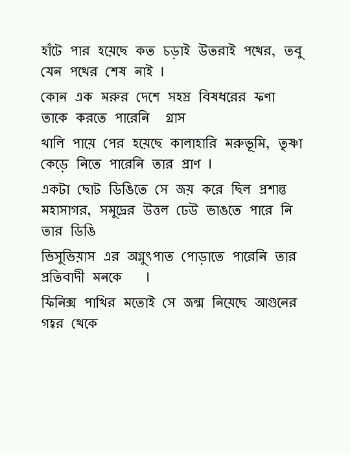 হাঁটে পার হয়েছে কত চড়াই উতরাই পথের, তবু
যেন পথের শেষ নাই ।
কোন এক মরুর দেশে সহস্র বিষধরের ফণা
তাকে করতে পারেনি গ্রাস
খালি পায়ে পের হয়েছে কালাহারি মরুভূমি, তৃষ্ণা
কেড়ে নিতে পারেনি তার প্রাণ ।
একটা ছোট ডিঙিতে সে জয় করে ছিল প্রশান্ত
মহাসাগর, সমুদ্রের উত্তল ঢেউ ভাঙতে পারে নি
তার ডিঙি
ভিসুভিয়াস এর অগ্নুৎপাত পোড়াতে পারেনি তার
প্রতিবাদী মনকে ।
ফিনিক্স পাখির মতোই সে জন্ম নিয়েছে আগুনের
গহ্বর থেকে